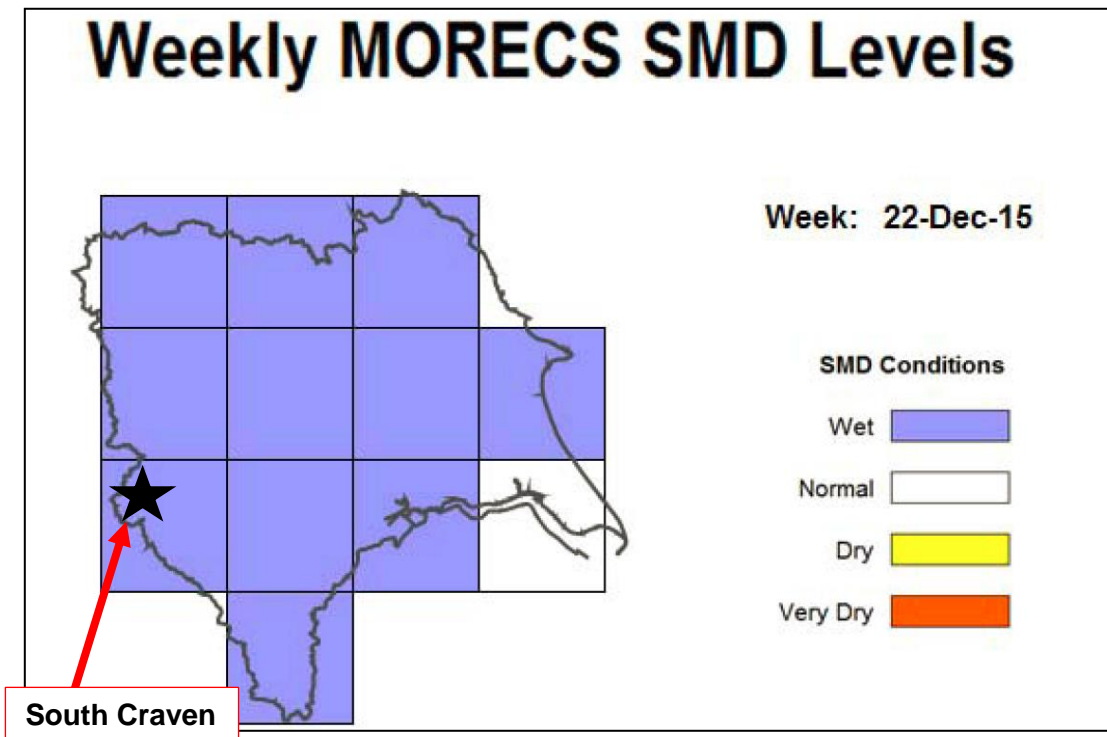 Weekly MORECS SMD Levels
Week: 22-Dec-15
SMD Conditions
Wet
Normal
Dry
Very Dry
South Craven